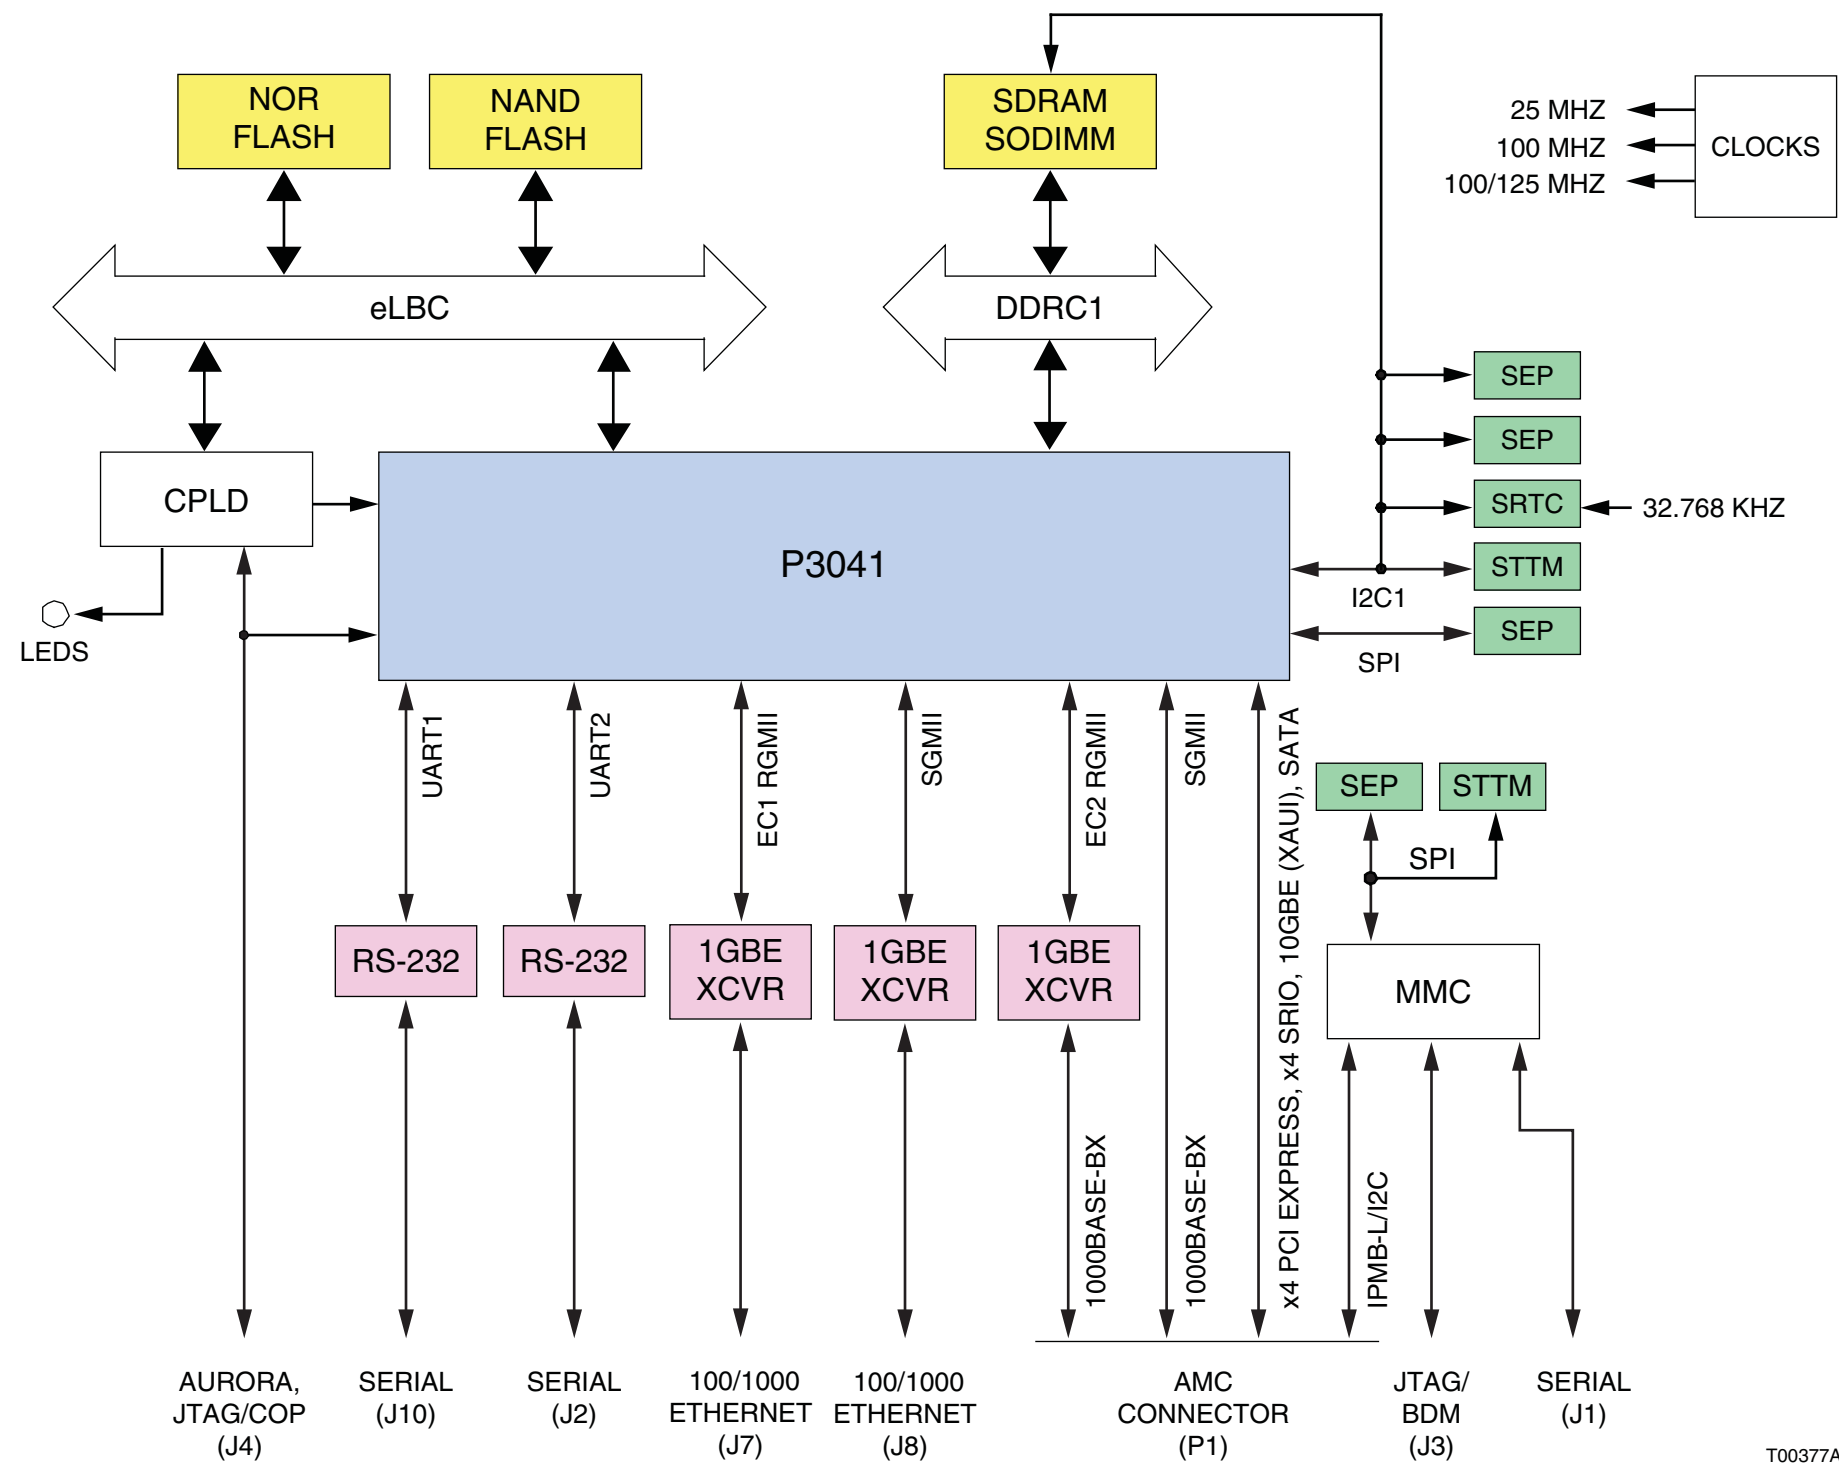 NOR
FLASH
NAND
FLASH
SDRAM
SODIMM
25 MHZ
100 MHZ
100/125 MHZ
CLOCKS
eLBC
DDRC1
SEP
SEP
SRTC
32.768 KHZ
STTM
I2C1
SEP
SPI
CPLD
P3041
LEDS
UART1
UART2
EC1 RGMII
SGMII
EC2 RGMII
SGMII
x4 PCI EXPRESS, x4 SRIO, 10GBE (XAUI), SATA
SEP
STTM
SPI
RS-232
RS-232
1GBE
XCVR
1GBE
XCVR
1GBE
XCVR
MMC
1000BASE-BX
1000BASE-BX
IPMB-L/I2C
AURORA,
JTAG/COP
(J4)
SERIAL
(J10)
SERIAL
(J2)
100/1000
ETHERNET
(J7)
100/1000
ETHERNET
(J8)
AMC
CONNECTOR
(P1)
JTAG/
BDM
(J3)
SERIAL
(J1)
T00377A